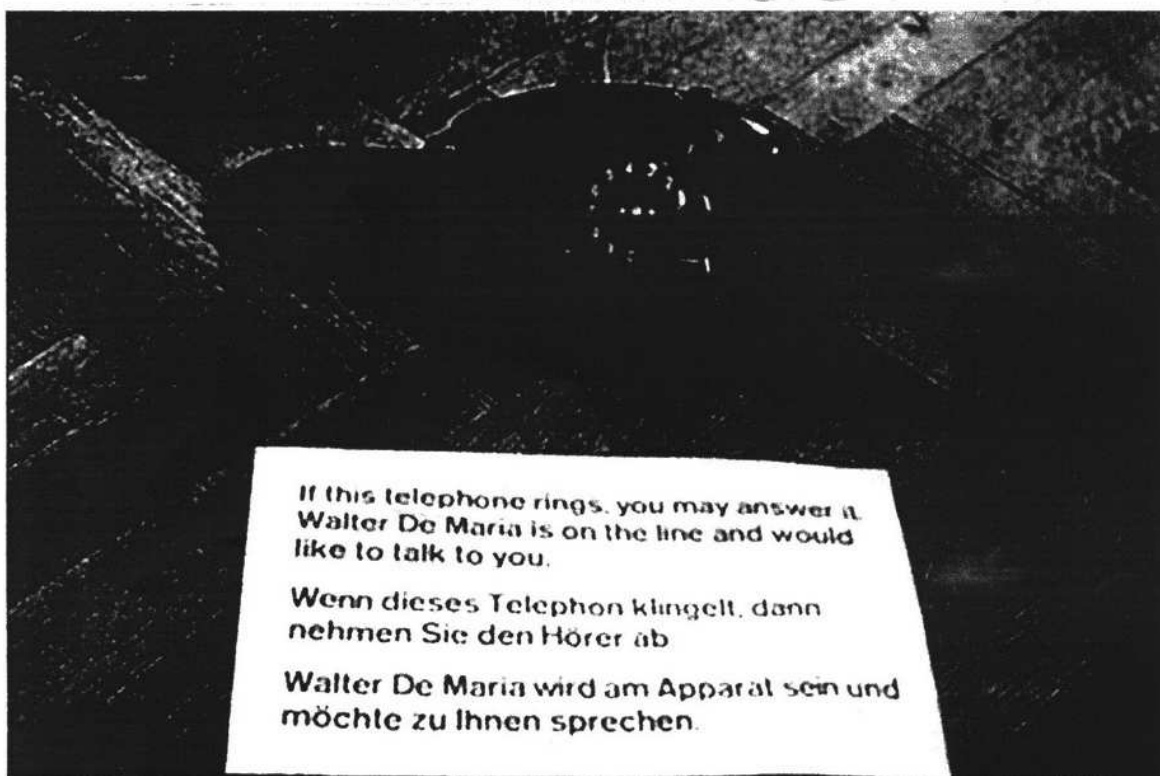 If this telephone rings, you may answer it.
Walter De Maria is on the line and would
like to talk to you.
Wenn dieses Telephon klingelt, dann
nehmen Sie den Hörer ab
Walter De Maria wird am Apparat sein und
möchte zu Ihnen sprechen.